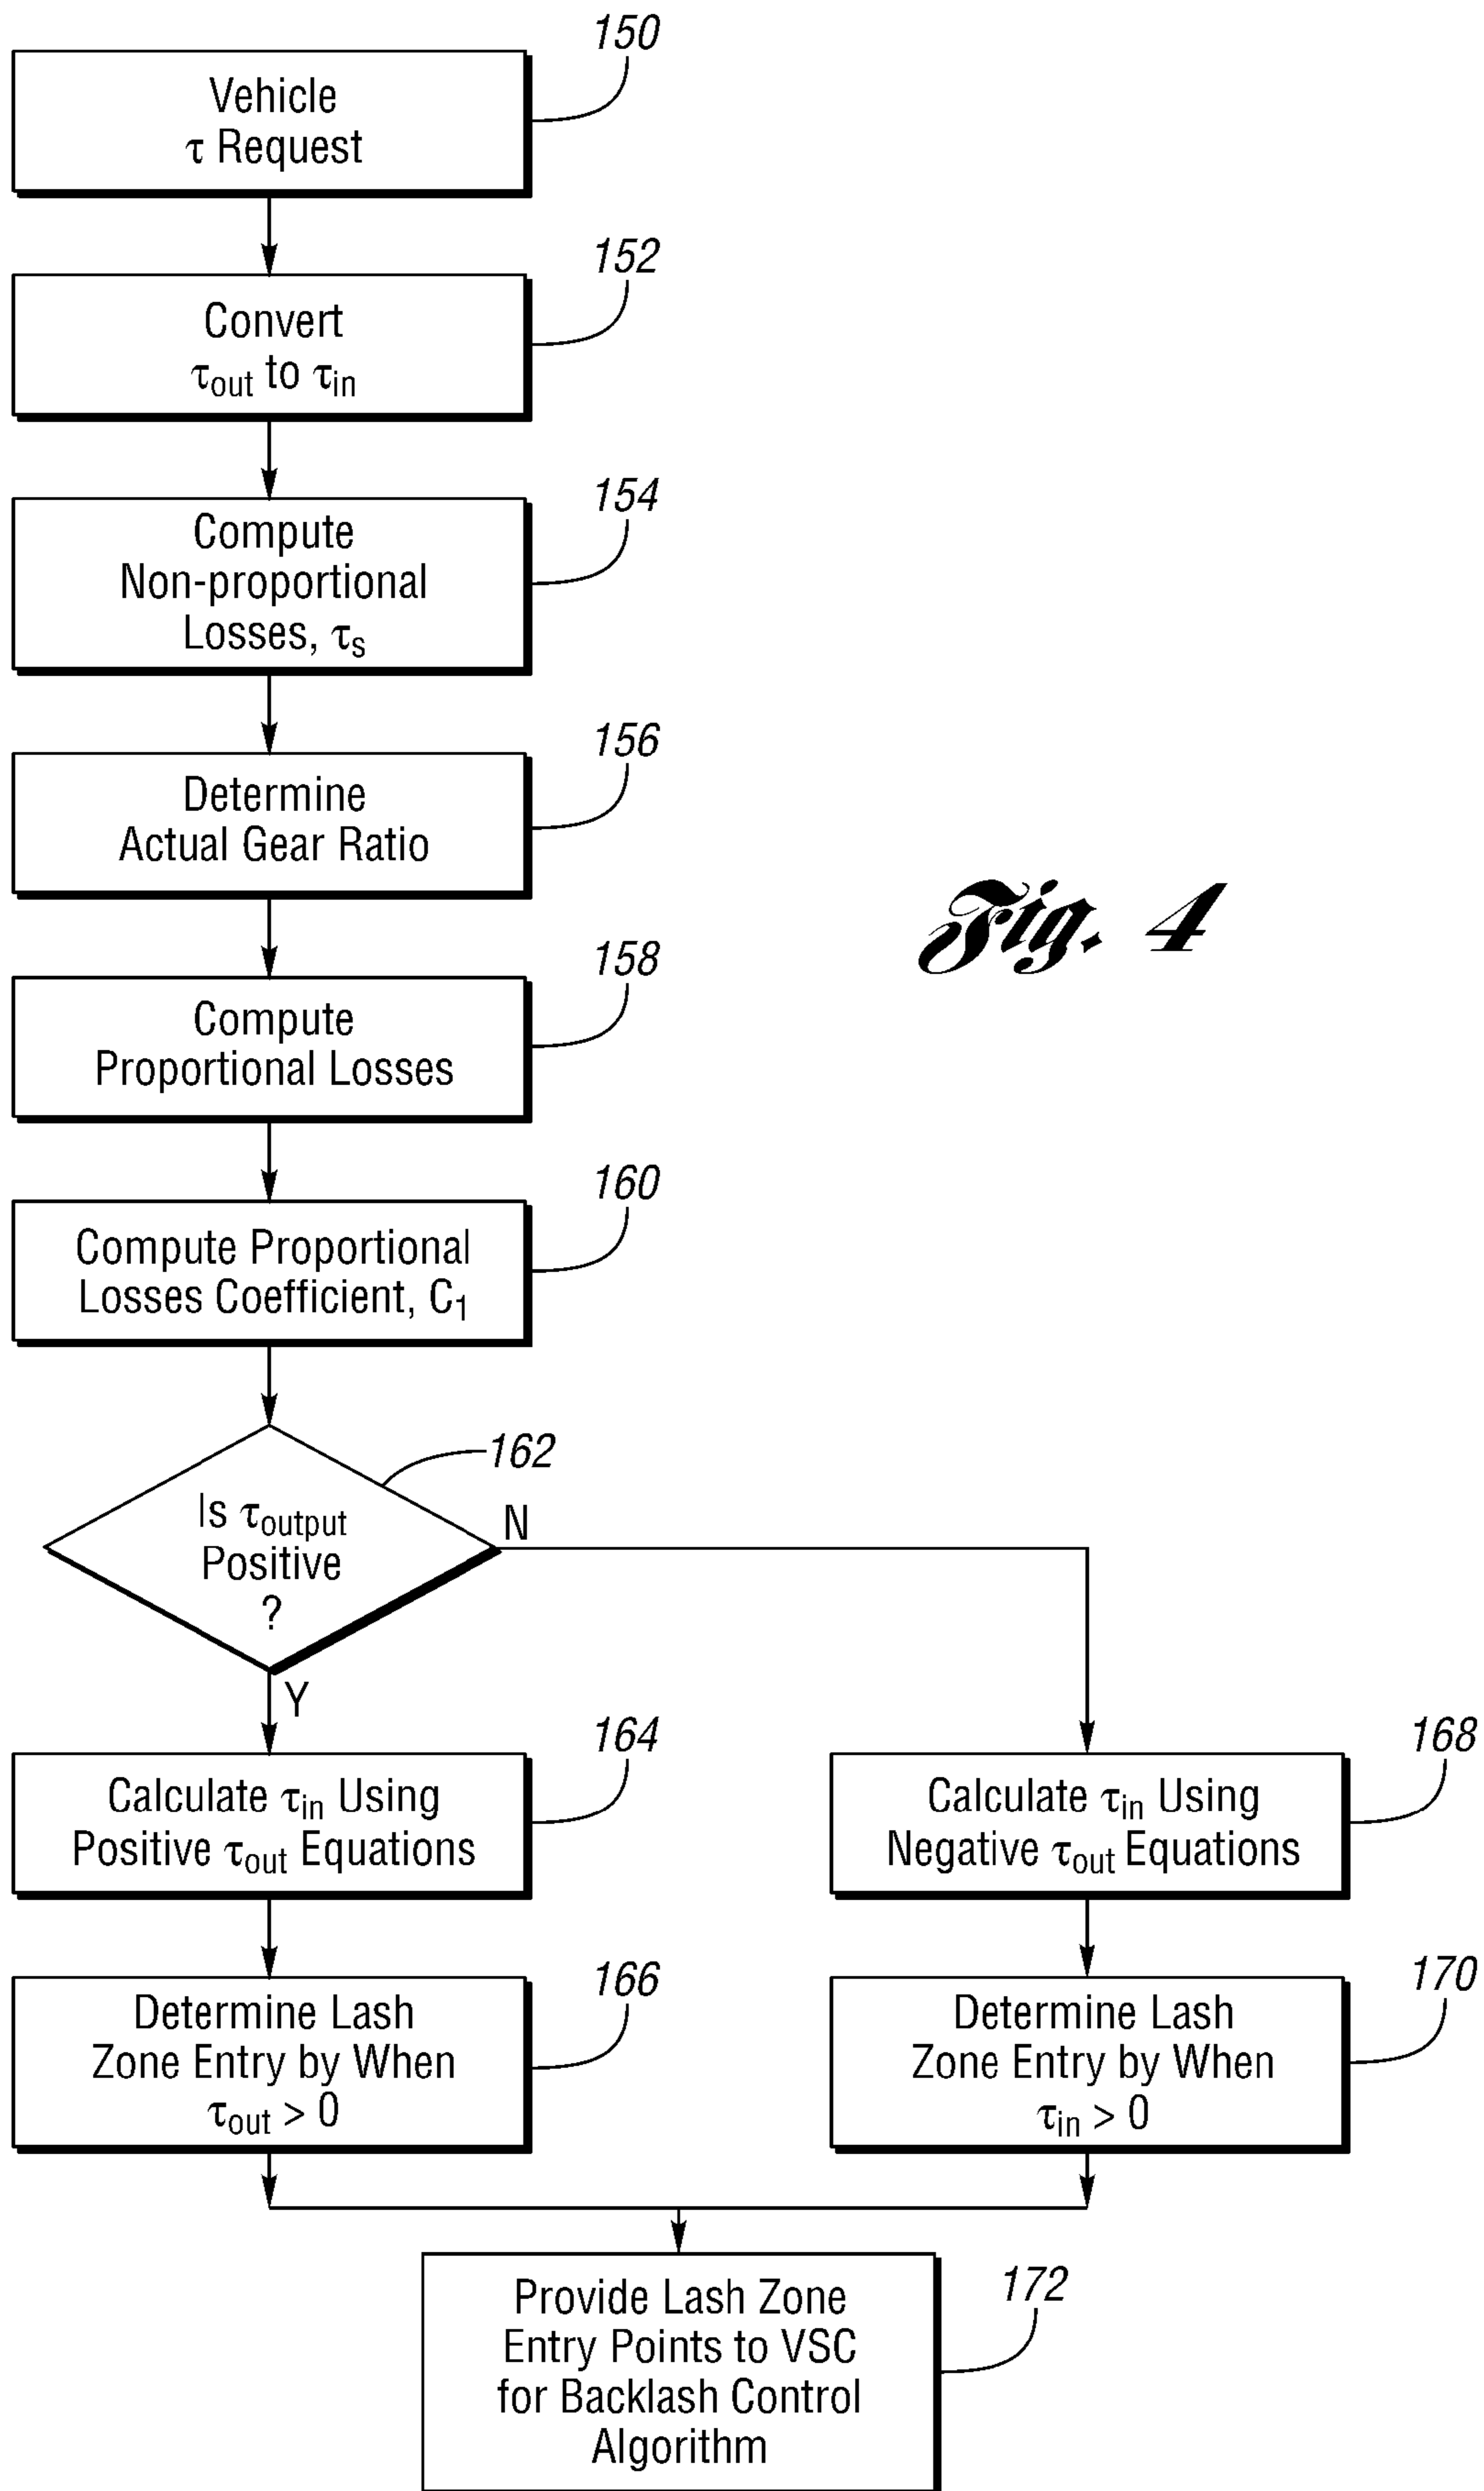 150
Vehicle
τ Request
152
Convert
τout to τin
154
Compute
Non-proportional
Losses, τs
156
Determine
Actual Gear Ratio
Fig. 4
158
Compute
Proportional Losses
160
Compute Proportional
Losses Coefficient, C1
162
Is τoutput
Positive
?
N
Y
164
Calculate τin Using
Positive τout Equations
168
Calculate τin Using
Negative τout Equations
166
Determine Lash
Zone Entry by When
τout > 0
170
Determine Lash
Zone Entry by When
τin > 0
172
Provide Lash Zone
Entry Points to VSC
for Backlash Control
Algorithm